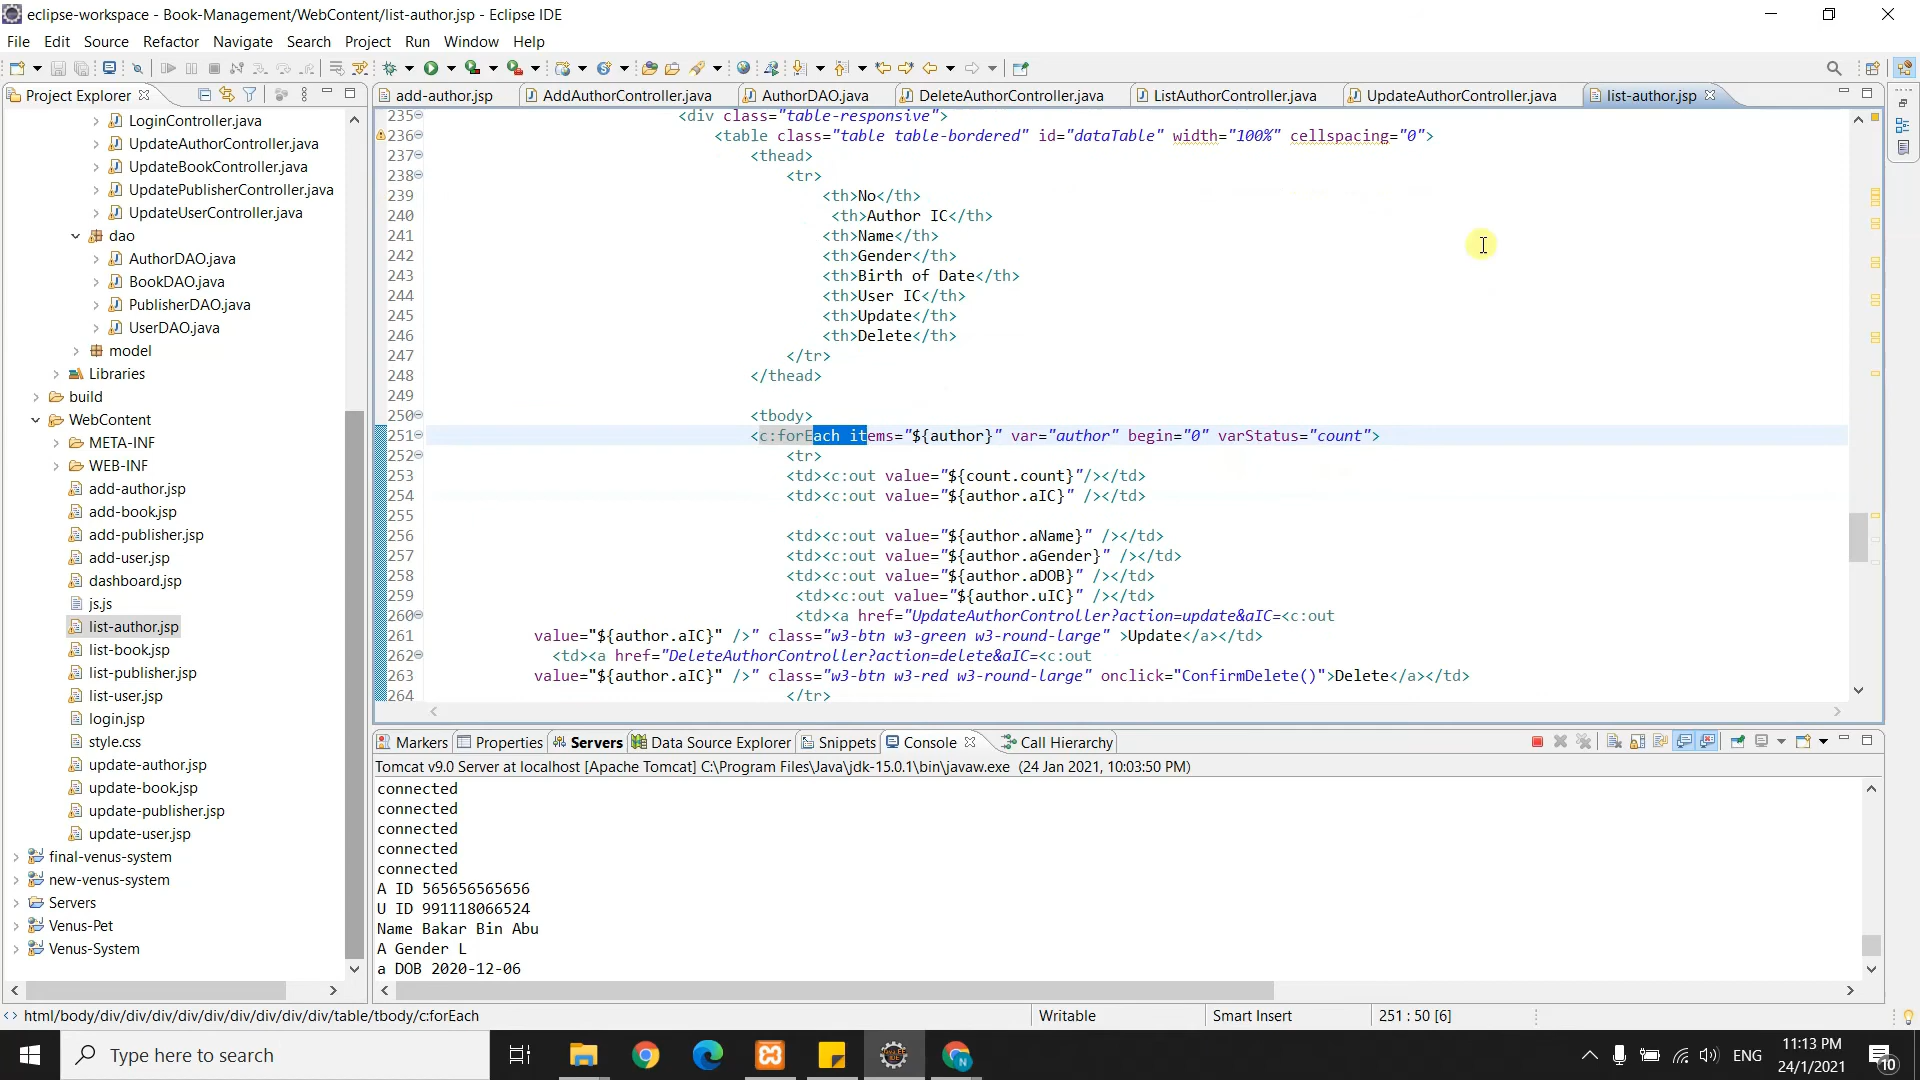 eclipse-workspace - Book-Management/WebContent/list-author.jsp - Eclipse IDE
File Edit Source Refactor Navigate Search Project Run Window Help
Project Explorer
add-author.jsp AddAuthorController.java AuthorDAO.java DeleteAuthorController.java ListAuthorController.java UpdateAuthorController.java list-author.jsp
LoginController.java
UpdateAuthorController.java
UpdateBookController.java
UpdatePublisherController.java
UpdateUserController.java
dao
AuthorDAO.java
BookDAO.java
PublisherDAO.java
UserDAO.java
model
Libraries
build
WebContent
META-INF
WEB-INF
add-author.jsp
add-book.jsp
add-publisher.jsp
add-user.jsp
dashboard.jsp
js.js
list-author.jsp
list-book.jsp
list-publisher.jsp
list-user.jsp
login.jsp
style.css
update-author.jsp
update-book.jsp
update-publisher.jsp
update-user.jsp
final-venus-system
new-venus-system
Servers
Venus-Pet
Venus-System
235 <div class="table-responsive">
236 <table class="table table-bordered" id="dataTable" width="100%" cellspacing="0">
237 <thead>
238 <tr>
239 <th>No</th>
240 <th>Author IC</th>
241 <th>Name</th>
242 <th>Gender</th>
243 <th>Birth of Date</th>
244 <th>User IC</th>
245 <th>Update</th>
246 <th>Delete</th>
247 </tr>
248 </thead>
249
250 <tbody>
251 <c:forEach items="${author}" var="author" begin="0" varStatus="count">
252 <tr>
253 <td><c:out value="${count.count}"/></td>
254 <td><c:out value="${author.aIC}" /></td>
255
256 <td><c:out value="${author.aName}" /></td>
257 <td><c:out value="${author.aGender}" /></td>
258 <td><c:out value="${author.aDOB}" /></td>
259 <td><c:out value="${author.uIC}" /></td>
260 <td><a href="UpdateAuthorController?action=update&aIC=<c:out
261 value="${author.aIC}" />" class="w3-btn w3-green w3-round-large" >Update</a></td>
262 <td><a href="DeleteAuthorController?action=delete&aIC=<c:out
263 value="${author.aIC}" />" class="w3-btn w3-red w3-round-large" onclick="ConfirmDelete()">Delete</a></td>
264 </tr>
Markers Properties Servers Data Source Explorer Snippets Console Call Hierarchy
Tomcat v9.0 Server at localhost [Apache Tomcat] C:\Program Files\Java\jdk-15.0.1\bin\javaw.exe (24 Jan 2021, 10:03:50 PM)
connected
connected
connected
connected
connected
A ID 565656565656
U ID 991118066524
Name Bakar Bin Abu
A Gender L
a DOB 2020-12-06
html/body/div/div/div/div/div/div/div/div/div/table/tbody/c:forEach
Writable
Smart Insert
251 : 50 [6]
Type here to search
ENG
11:13 PM
24/1/2021
10